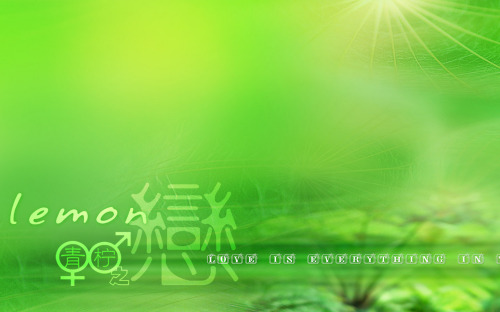 lemon
青柠之戀
LOVE IS EVERYTHING IN